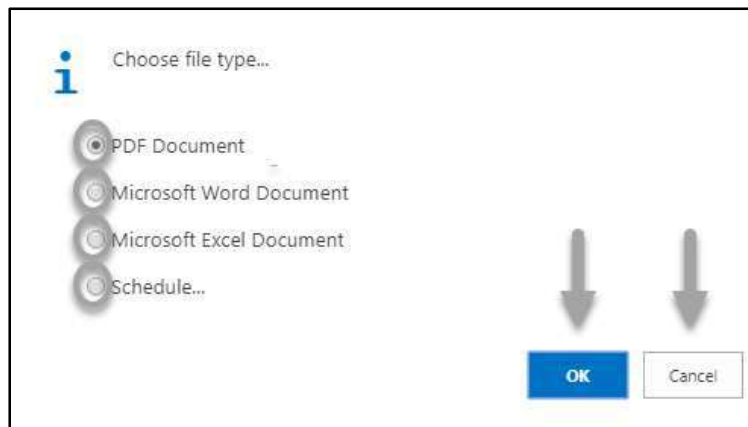 Choose file type...
PDF Document
Microsoft Word Document
Microsoft Excel Document
Schedule...
OK
Cancel